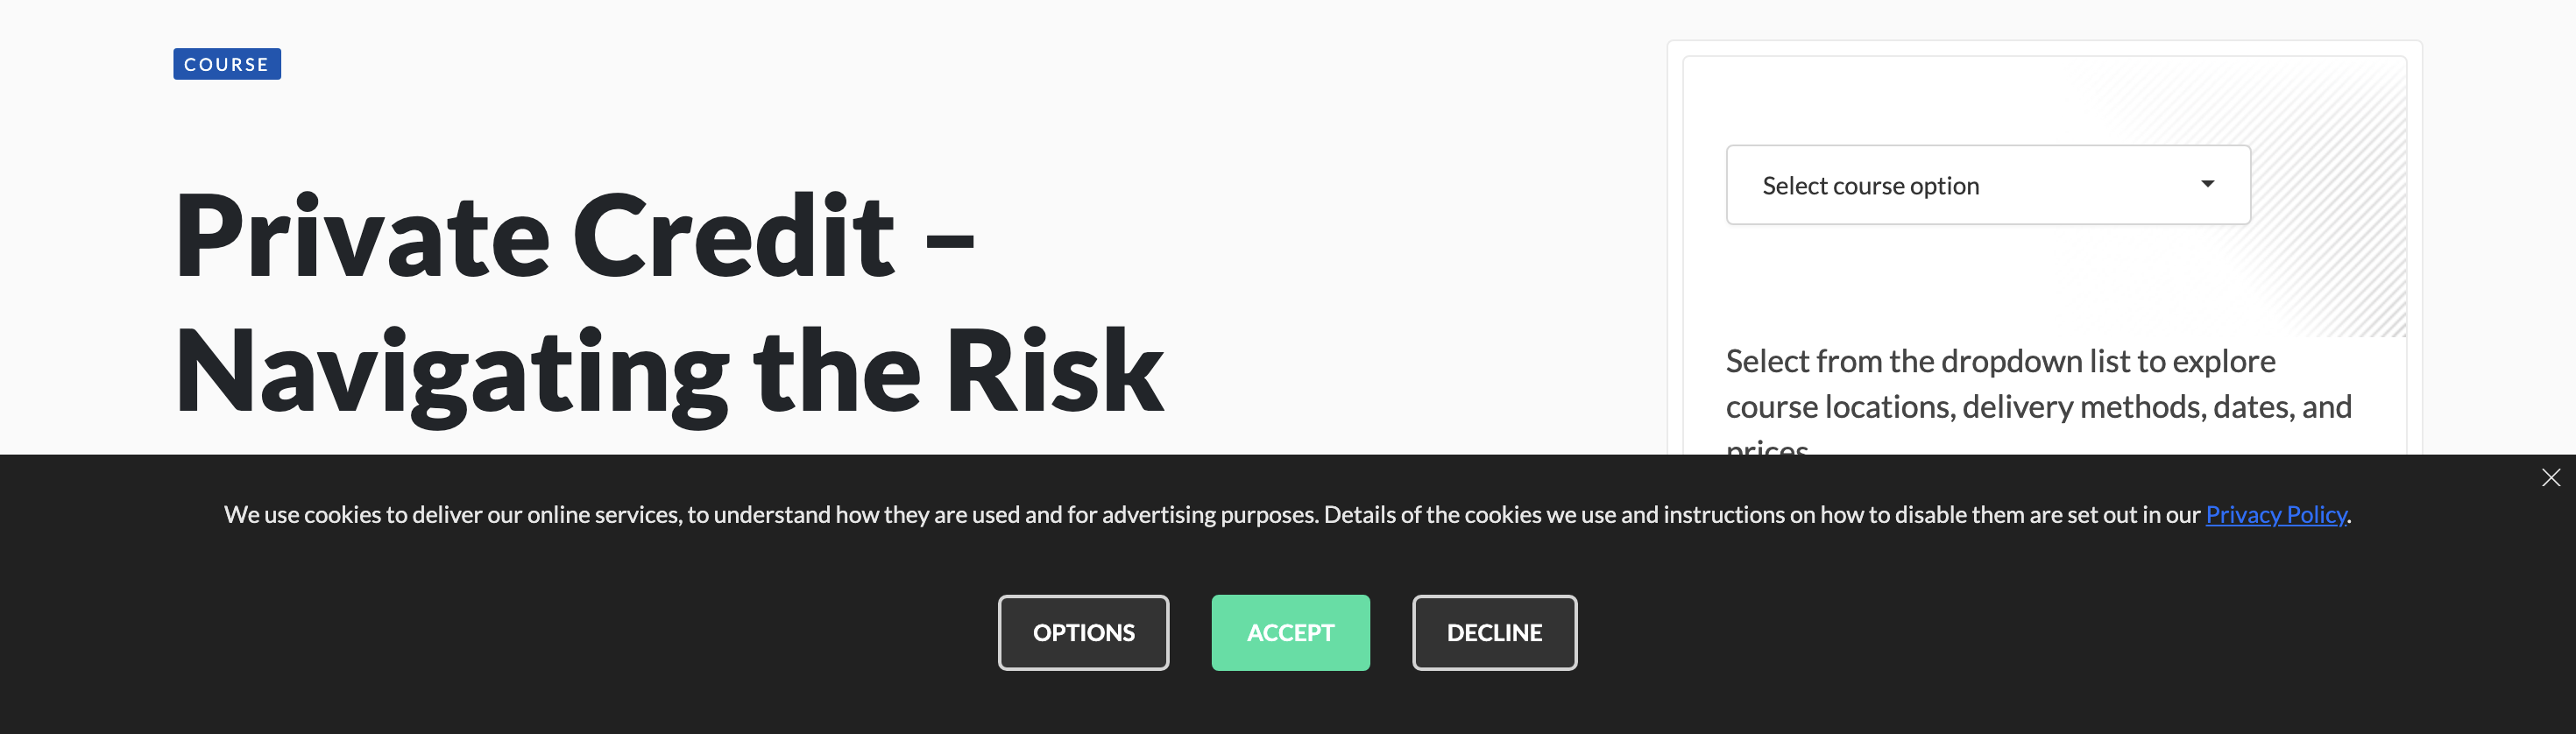 COURSE
Private Credit –
Navigating the Risk
Select course option
Select from the dropdown list to explore
course locations, delivery methods, dates, and
prices
We use cookies to deliver our online services, to understand how they are used and for advertising purposes. Details of the cookies we use and instructions on how to disable them are set out in our Privacy Policy.
OPTIONS
ACCEPT
DECLINE